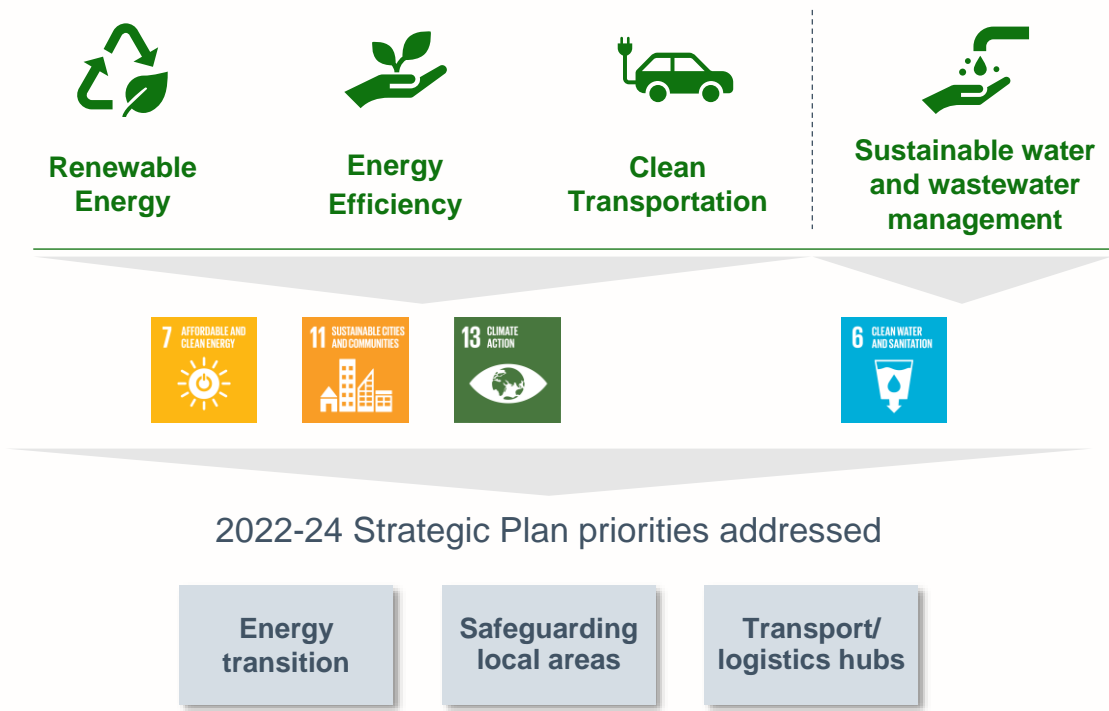 Renewable
Energy
Energy
Efficiency
Clean
Transportation
Sustainable water
and wastewater
management
7 AFFORDABLE AND
CLEAN ENERGY
11 SUSTAINABLE CITIES
AND COMMUNITIES
13 CLIMATE
ACTION
6 CLEAN WATER
AND SANITATION
2022-24 Strategic Plan priorities addressed
Energy
transition
Safeguarding
local areas
Transport/
logistics hubs